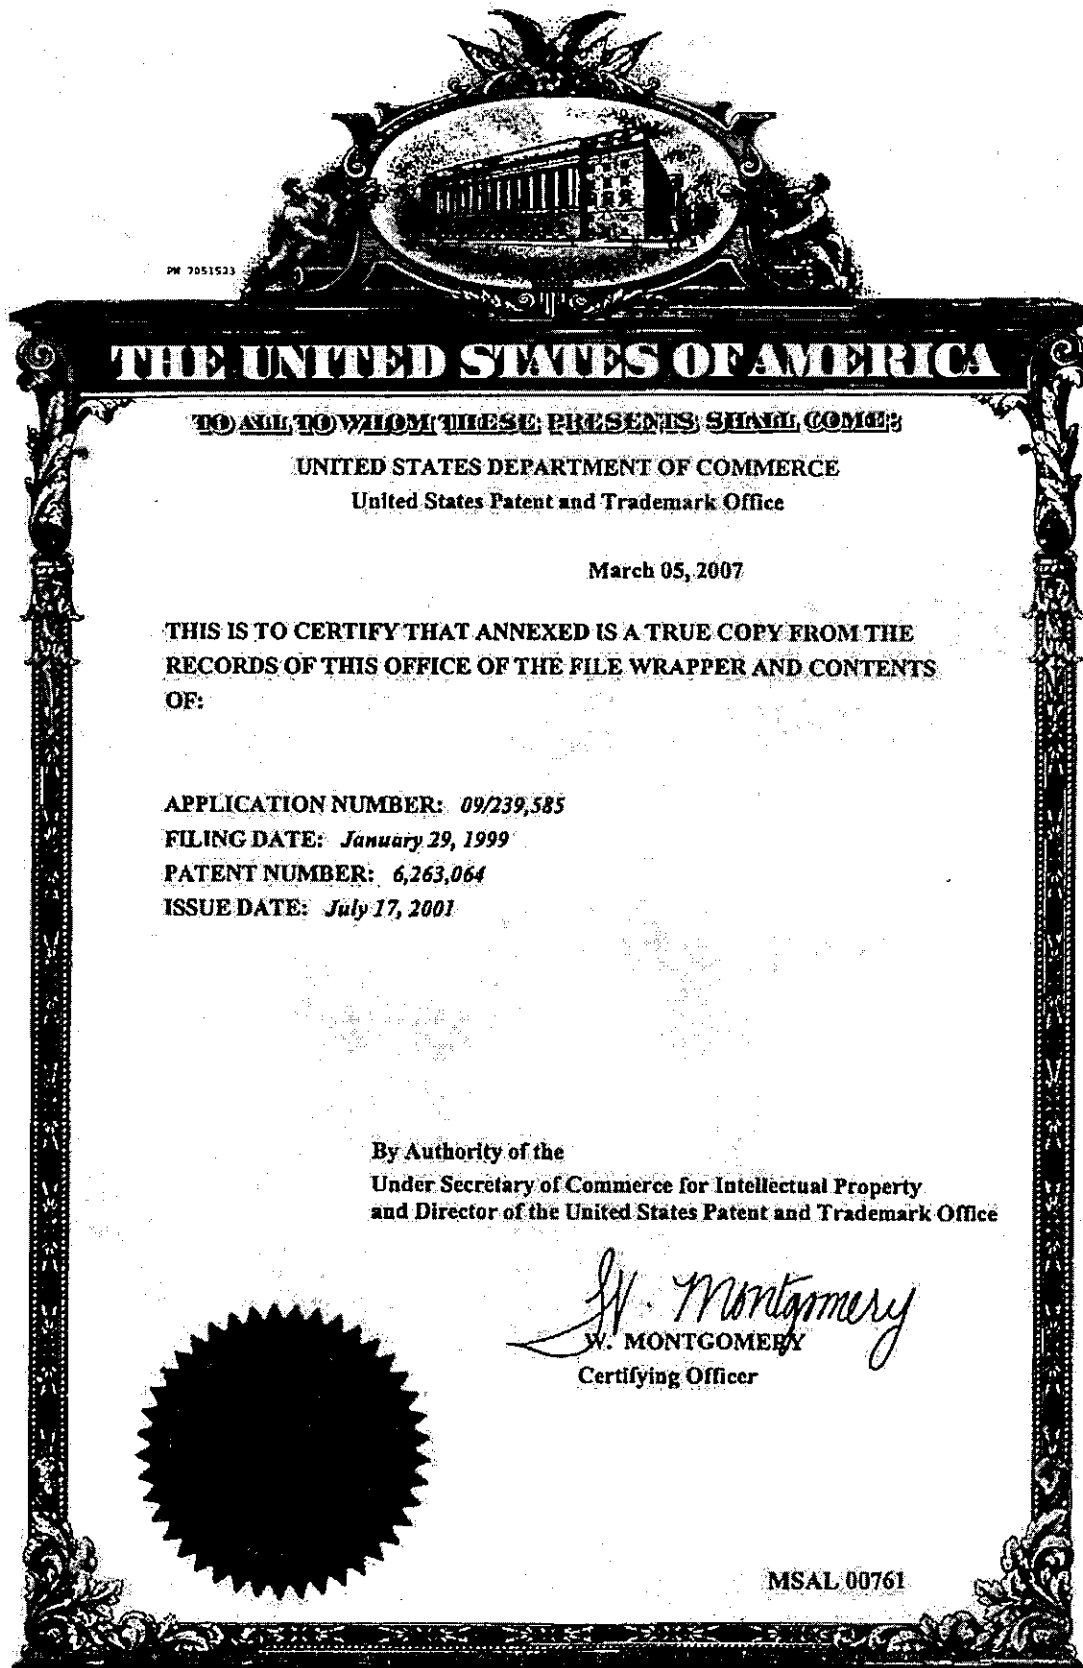 PW 7051523
THE UNITED STATES OF AMERICA
TO ALL TO WHOM THESE PRESENTS SHALL COME:
UNITED STATES DEPARTMENT OF COMMERCE
United States Patent and Trademark Office
March 05, 2007
THIS IS TO CERTIFY THAT ANNEXED IS A TRUE COPY FROM THE
RECORDS OF THIS OFFICE OF THE FILE WRAPPER AND CONTENTS
OF:
APPLICATION NUMBER: 09/239,585
FILING DATE: January 29, 1999
PATENT NUMBER: 6,263,064
ISSUE DATE: July 17, 2001
By Authority of the
Under Secretary of Commerce for Intellectual Property
and Director of the United States Patent and Trademark Office
W. Montgomery
W. MONTGOMERY
Certifying Officer
MSAL 00761